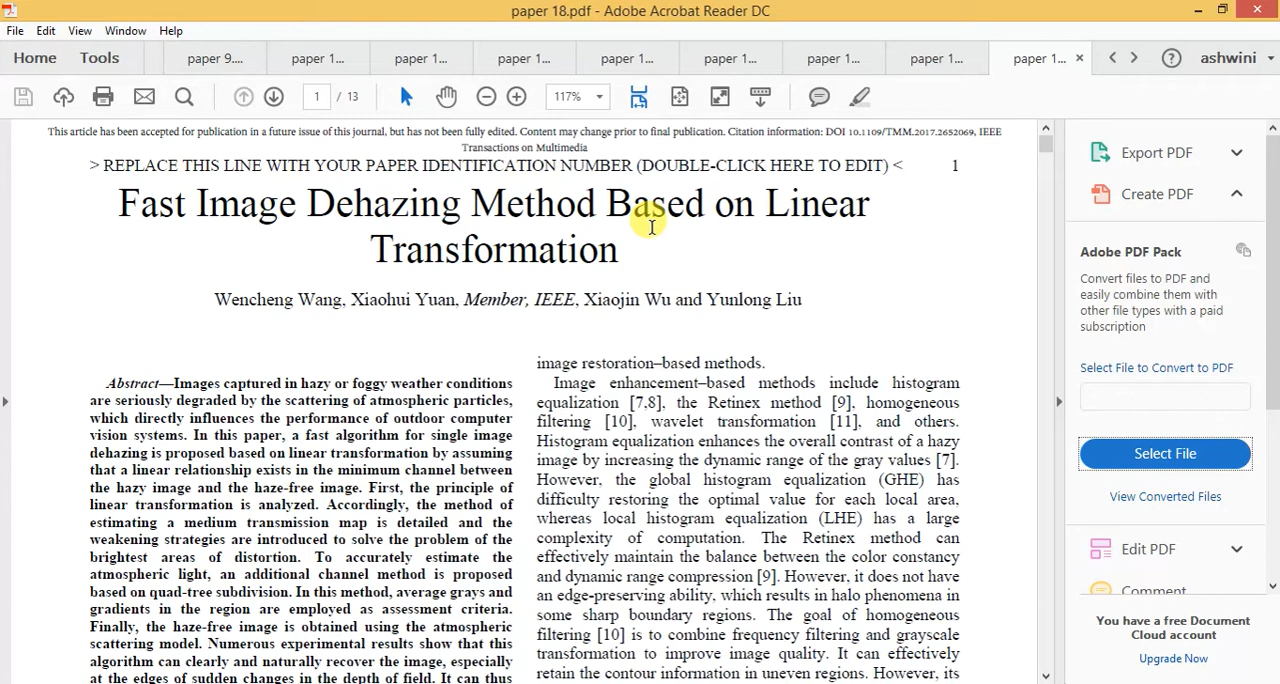 paper 18.pdf - Adobe Acrobat Reader DC
File Edit View Window Help
Home Tools paper 9.... paper 1... paper 1... paper 1... paper 1... paper 1... paper 1... paper 1... paper 1... ashwini
1 / 13 117%
This article has been accepted for publication in a future issue of this journal, but has not been fully edited. Content may change prior to final publication. Citation information: DOI 10.1109/TMM.2017.2652069, IEEE
Transactions on Multimedia
> REPLACE THIS LINE WITH YOUR PAPER IDENTIFICATION NUMBER (DOUBLE-CLICK HERE TO EDIT) < 1
Fast Image Dehazing Method Based on Linear
Transformation
Wencheng Wang, Xiaohui Yuan, Member, IEEE, Xiaojin Wu and Yunlong Liu
Abstract—Images captured in hazy or foggy weather conditions
are seriously degraded by the scattering of atmospheric particles,
which directly influences the performance of outdoor computer
vision systems. In this paper, a fast algorithm for single image
dehazing is proposed based on linear transformation by assuming
that a linear relationship exists in the minimum channel between
the hazy image and the haze-free image. First, the principle of
linear transformation is analyzed. Accordingly, the method of
estimating a medium transmission map is detailed and the
weakening strategies are introduced to solve the problem of the
brightest areas of distortion. To accurately estimate the
atmospheric light, an additional channel method is proposed
based on quad-tree subdivision. In this method, average grays and
gradients in the region are employed as assessment criteria.
Finally, the haze-free image is obtained using the atmospheric
scattering model. Numerous experimental results show that this
algorithm can clearly and naturally recover the image, especially
at the edges of sudden changes in the depth of field. It can thus
image restoration–based methods.
Image enhancement–based methods include histogram
equalization [7,8], the Retinex method [9], homogeneous
filtering [10], wavelet transformation [11], and others.
Histogram equalization enhances the overall contrast of a hazy
image by increasing the dynamic range of the gray values [7].
However, the global histogram equalization (GHE) has
difficulty restoring the optimal value for each local area,
whereas local histogram equalization (LHE) has a large
complexity of computation. The Retinex method can
effectively maintain the balance between the color constancy
and dynamic range compression [9]. However, it does not have
an edge-preserving ability, which results in halo phenomena in
some sharp boundary regions. The goal of homogeneous
filtering [10] is to combine frequency filtering and grayscale
transformation to improve image quality. It can effectively
retain the contour information in uneven regions. However, its
Export PDF
Create PDF
Adobe PDF Pack
Convert files to PDF and
easily combine them with
other file types with a paid
subscription
Select File to Convert to PDF
Select File
View Converted Files
Edit PDF
Comment
You have a free Document
Cloud account
Upgrade Now